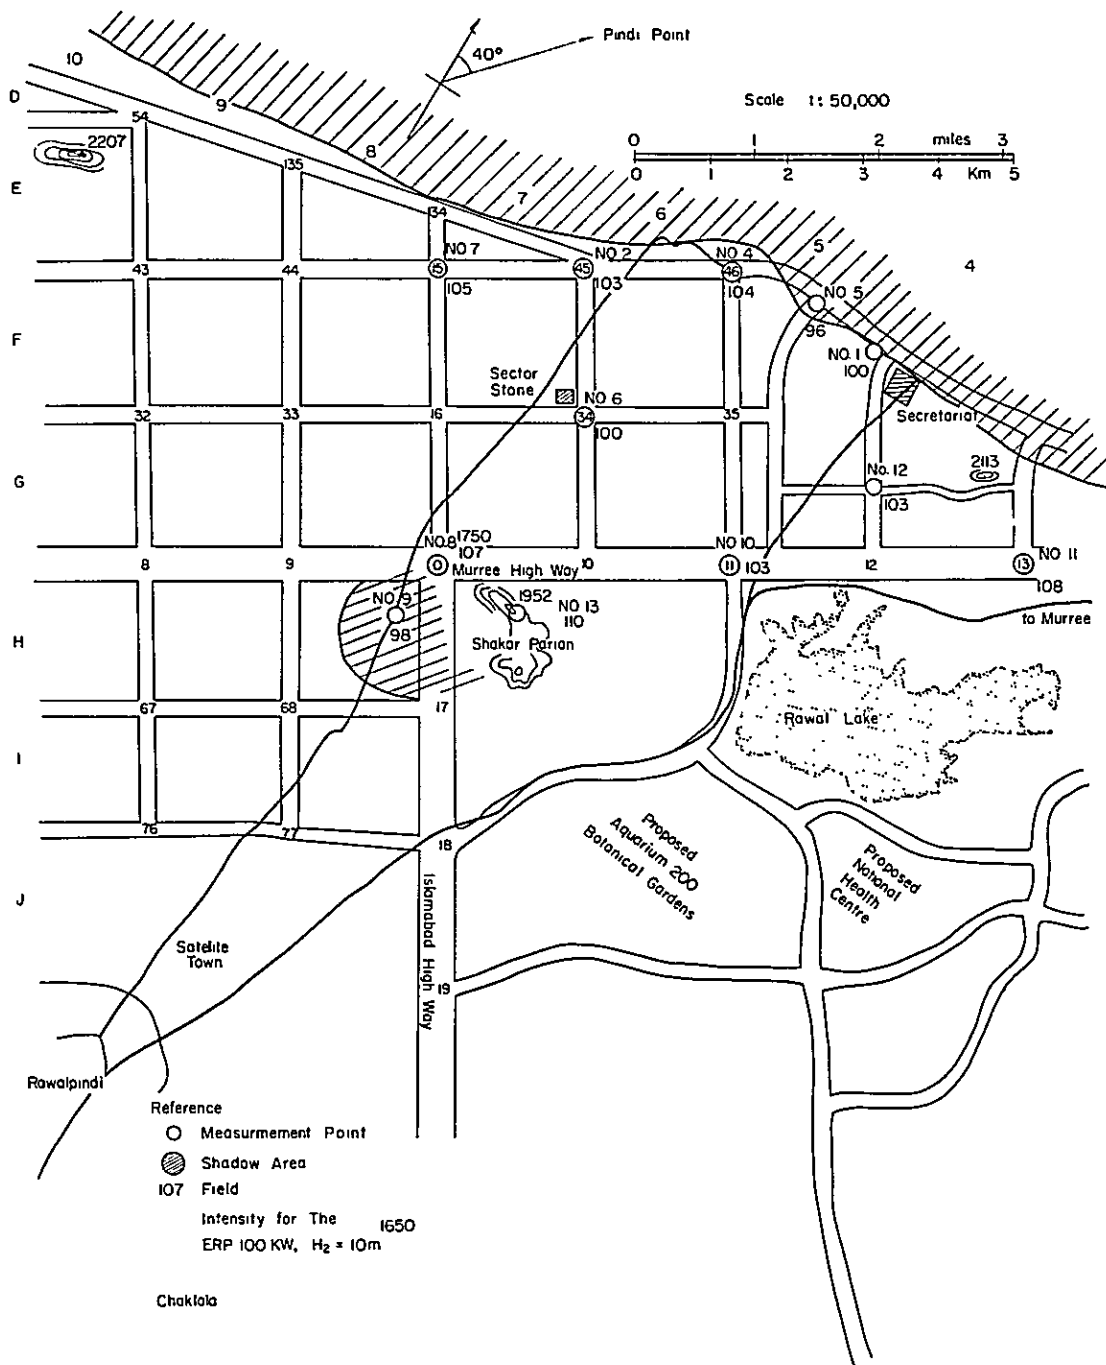 Pindi Point
40°
10
Scale 1: 50,000
D
9
54
0 1 2 miles 3
0 1 2 3 4 Km 5
2207
8
135
E
7
6
34
5
4
NO 7
NO. 2
NO. 4
43
44
15
45
46
105
103
104
NO. 5
96
F
NO. 1
100
Sector
Stone
NO 6
Secretariat
32
33
16
34
35
100
2113
No. 12
G
103
NO.8
1750
107
NO 10
NO 11
8
9
0
10
11
103
12
13
Murree High Way
108
NO. 9
1952
NO 13
110
to Murree
98
H
Shakar Parian
67
68
17
Rawal Lake
I
76
77
18
Proposed
Aquarium 200
Botanical Gardens
Proposed
National
Health
Centre
J
Islamabad High Way
Satelite
Town
19
Rawalpindi
Reference
Measurmement Point
Shadow Area
107 Field
Intensity for The 1650
ERP 100 KW, H₂ = 10m
Chaklala